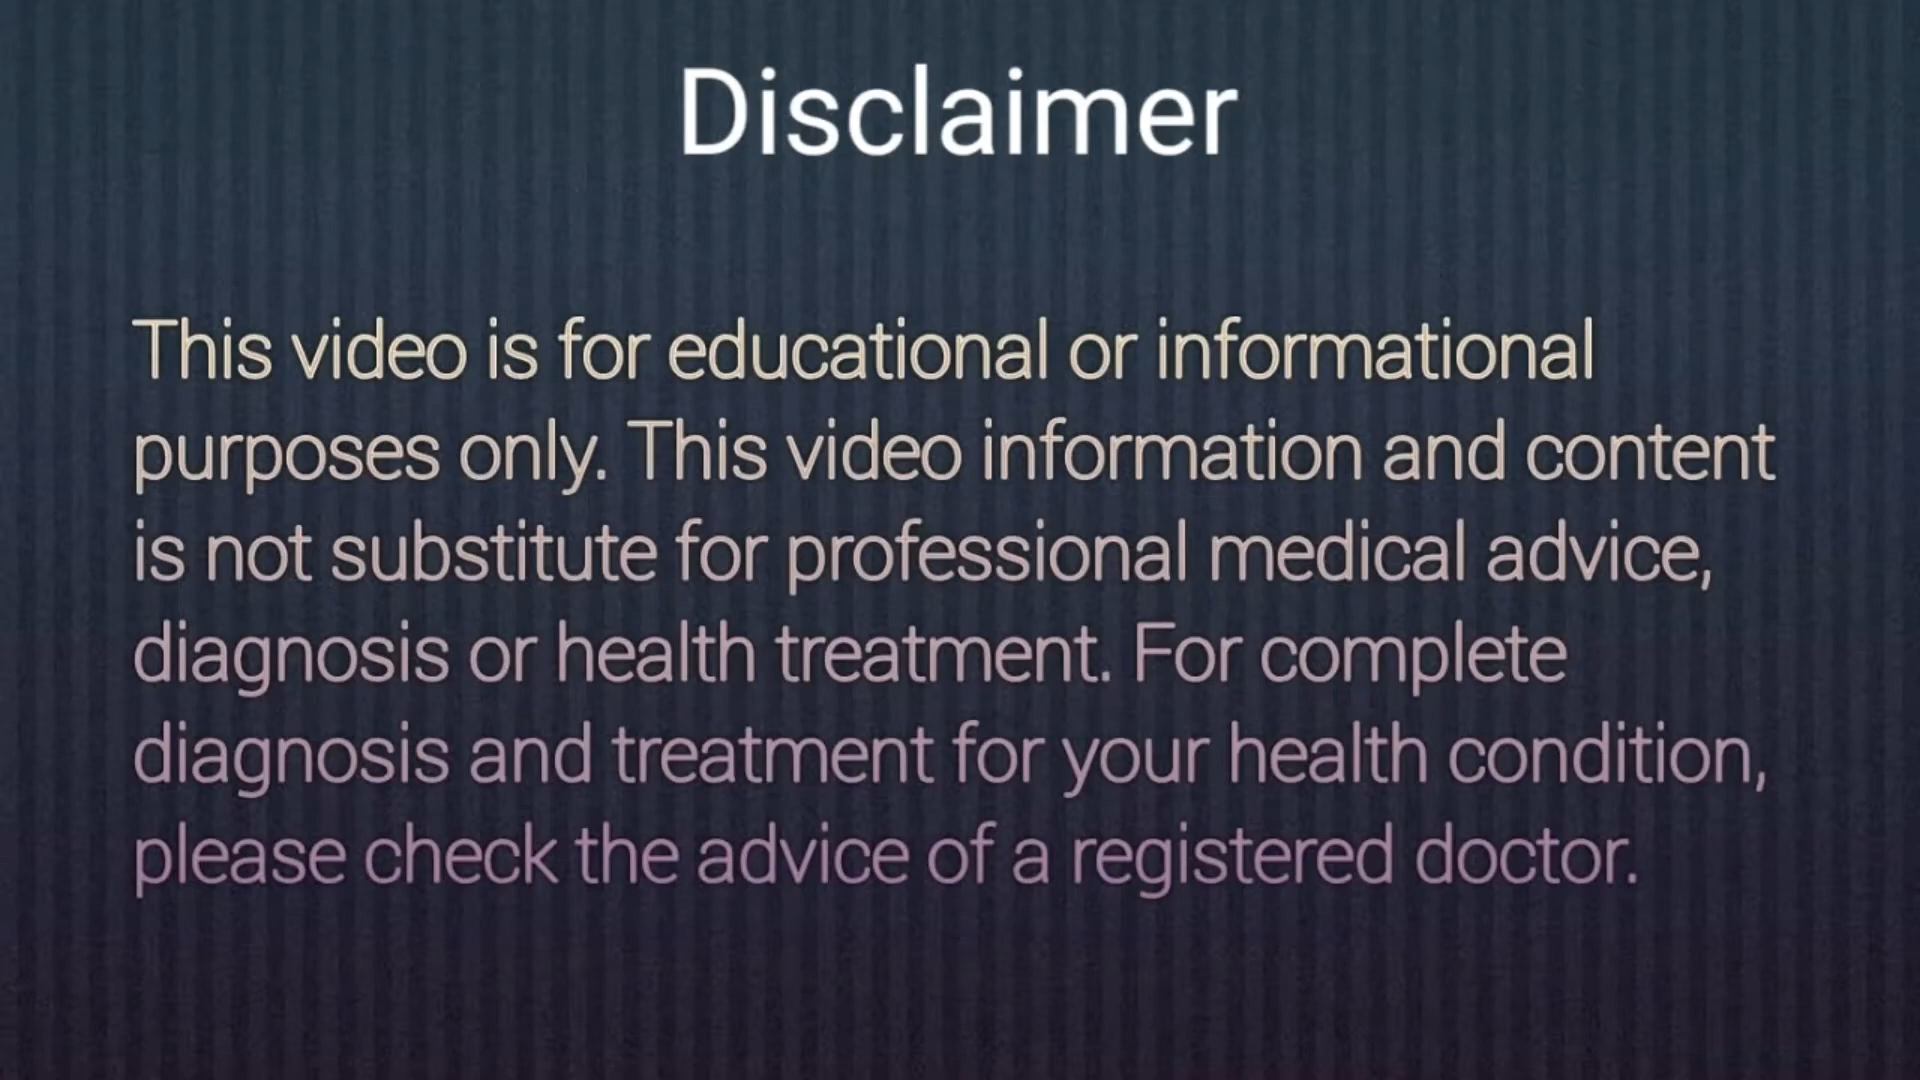 Disclaimer
This video is for educational or informational
purposes only. This video information and content
is not substitute for professional medical advice,
diagnosis or health treatment. For complete
diagnosis and treatment for your health condition,
please check the advice of a registered doctor.